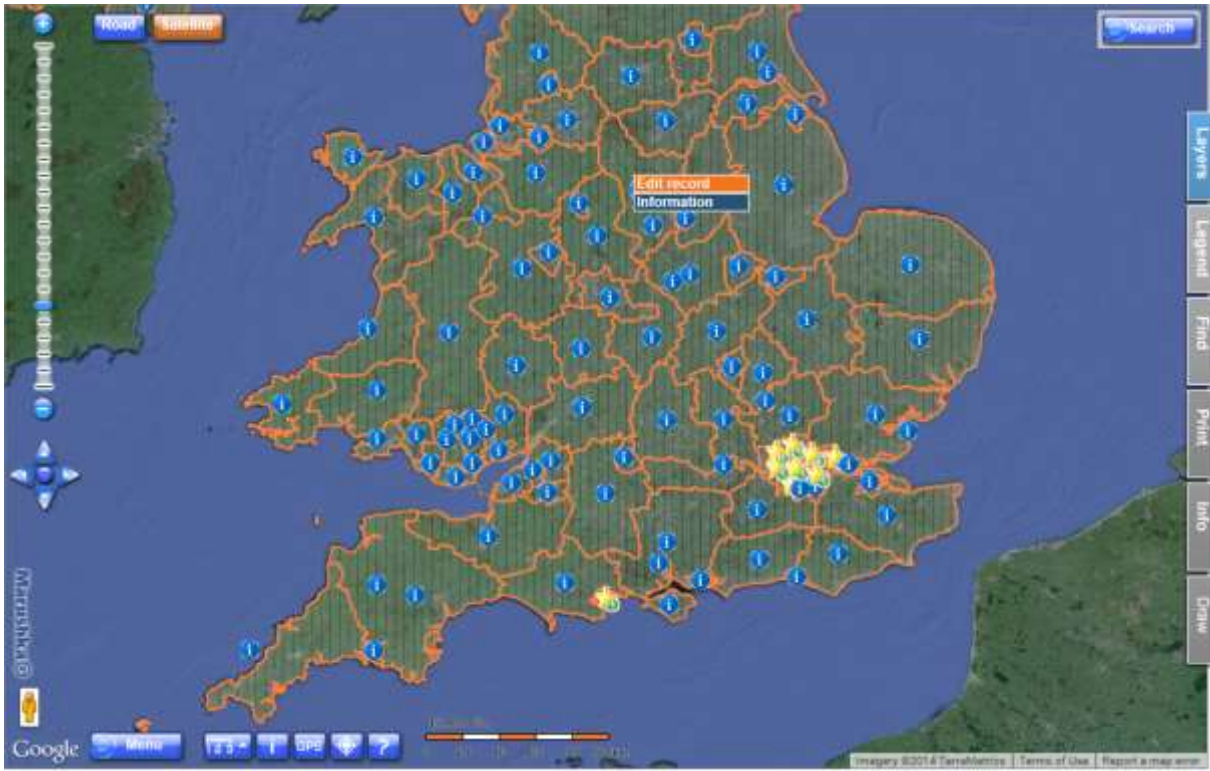 Road
Satellite
Search
Layers
Edit record
Information
Legend
Find
Print
Info
Draw
Google
Menu
i
GPS
?
Imagery ©2014 TerraMetrics
Terms of Use
Report a map error